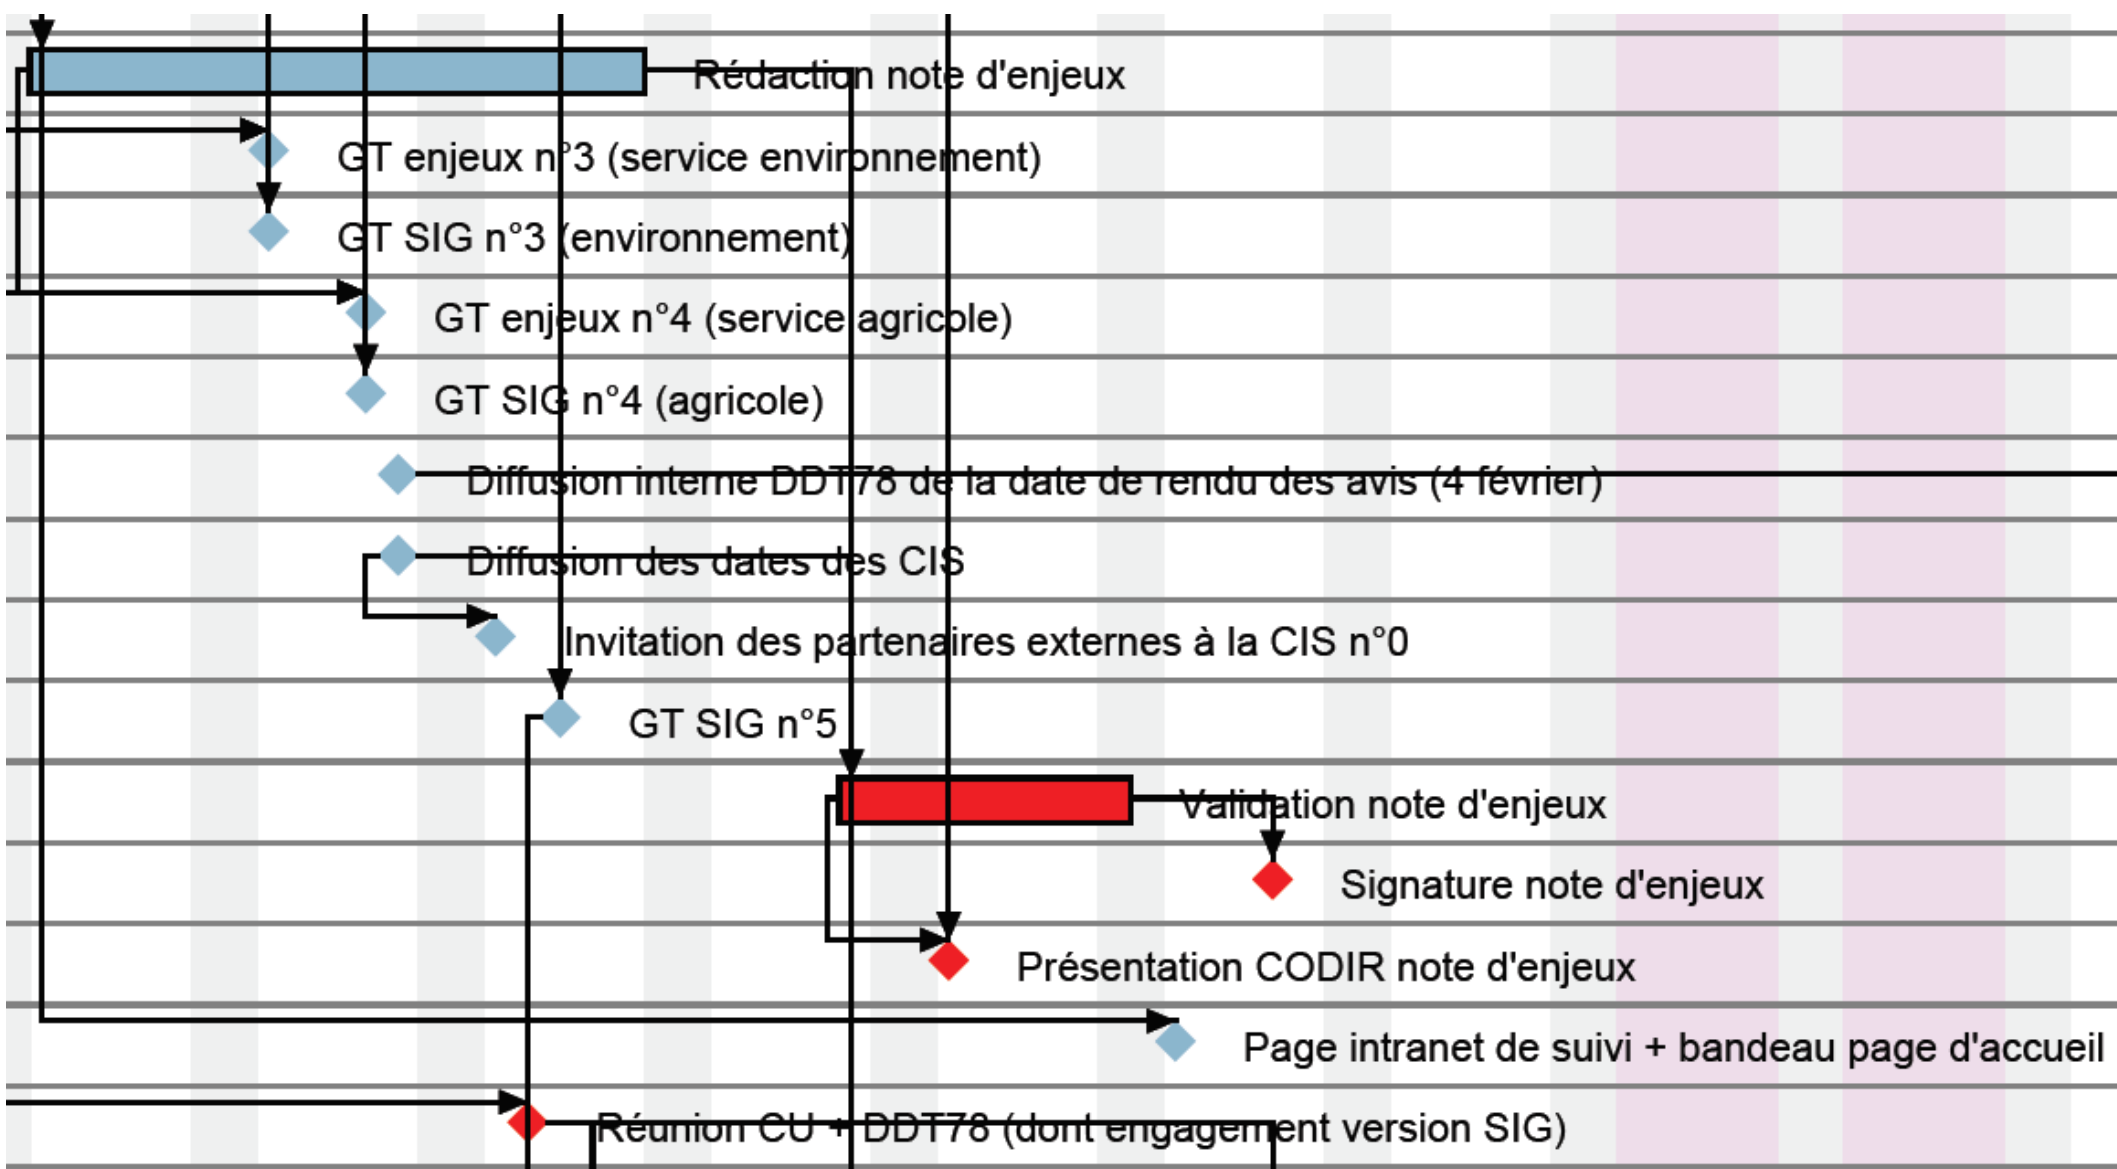 Rédaction note d'enjeux
GT enjeux n°3 (service environnement)
GT SIG n°3 (environnement)
GT enjeux n°4 (service agricole)
GT SIG n°4 (agricole)
Diffusion interne DDT78 de la date de rendu des avis (4 février)
Diffusion des dates des CIS
Invitation des partenaires externes à la CIS n°0
GT SIG n°5
Validation note d'enjeux
Signature note d'enjeux
Présentation CODIR note d'enjeux
Page intranet de suivi + bandeau page d'accueil
Réunion CU + DDT78 (dont engagement version SIG)